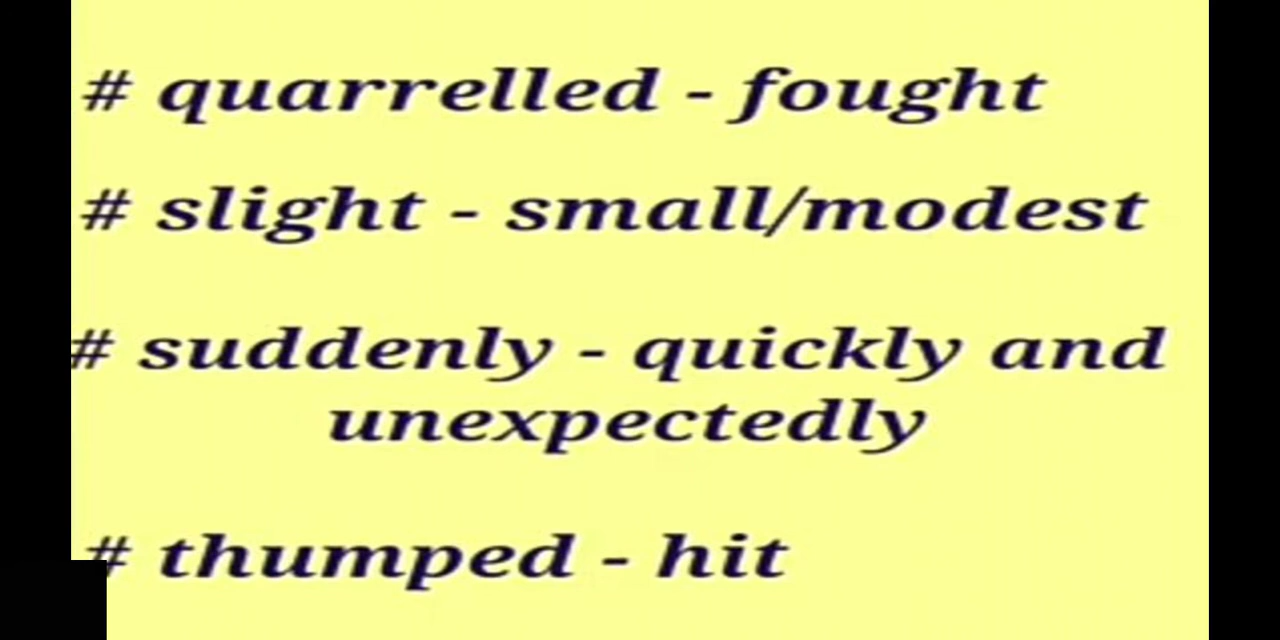 # quarrelled - fought
# slight - small/modest
# suddenly - quickly and
unexpectedly
# thumped - hit